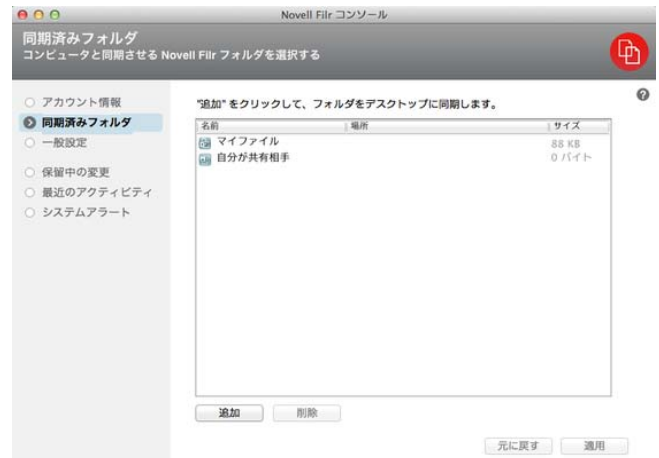 Novell Filr コンソール
同期済みフォルダ
コンピュータと同期させる Novell Filr フォルダを選択する
アカウント情報
同期済みフォルダ
一般設定
保留中の変更
最近のアクティビティ
システムアラート
"追加" をクリックして、フォルダをデスクトップに同期します。
名前 場所 サイズ
マイファイル 88 KB
自分が共有相手 0 バイト
追加 削除
元に戻す 適用